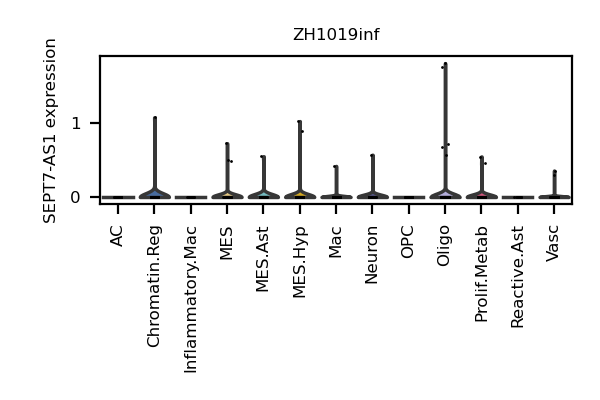 ZH1019inf
SEPT7-AS1 expression
1
0
AC
Chromatin.Reg
Inflammatory.Mac
MES
MES.Ast
MES.Hyp
Mac
Neuron
OPC
Oligo
Prolif.Metab
Reactive.Ast
Vasc